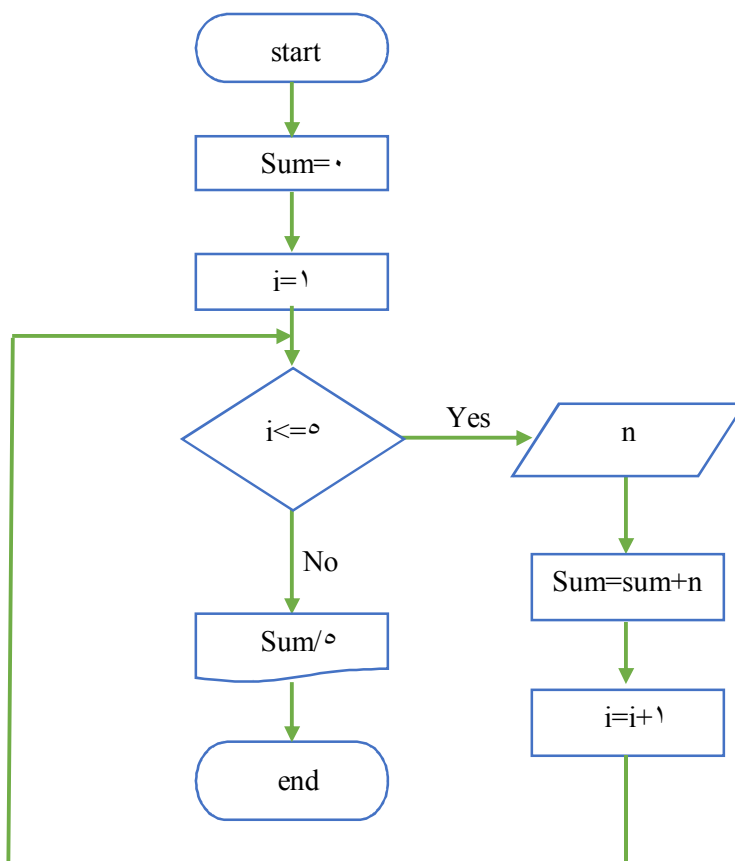 start
Sum=٠
i=١
i<=٥
Yes
n
No
Sum=sum+n
Sum/٥
i=i+١
end